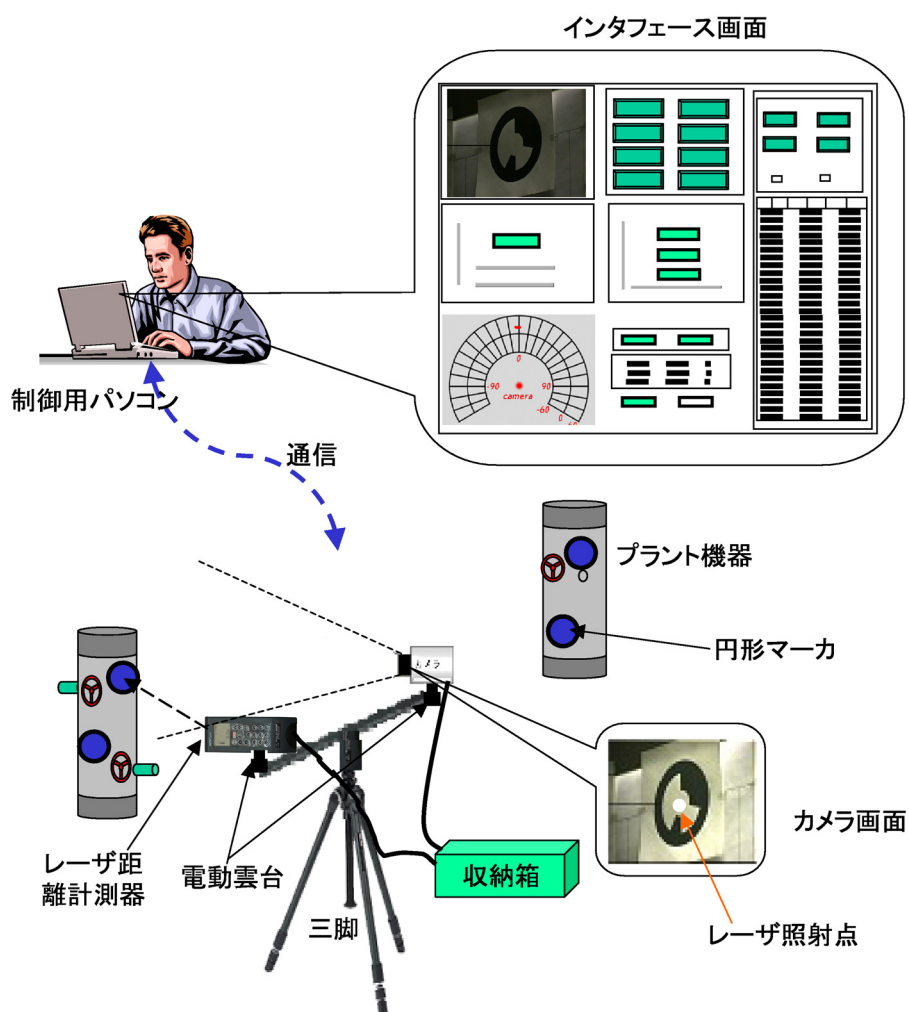 インタフェース画面
0
90
90
camera
-60
0
制御用パソコン
通信
プラント機器
円形マーカ
カメラ
レーザ距
離計測器
電動雲台
三脚
収納箱
カメラ画面
レーザ照射点